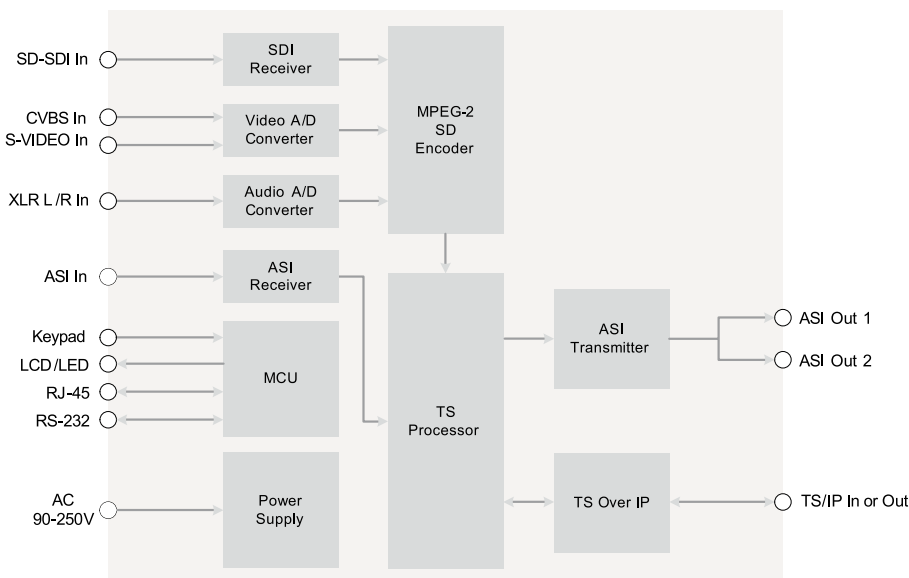 SD-SDI In
SDI
Receiver
CVBS In
S-VIDEO In
Video A/D
Converter
MPEG-2
SD
Encoder
XLR L /R In
Audio A/D
Converter
ASI In
ASI
Receiver
Keypad
LCD/LED
RJ-45
RS-232
MCU
TS
Processor
ASI
Transmitter
ASI Out 1
ASI Out 2
AC
90-250V
Power
Supply
TS Over IP
TS/IP In or Out